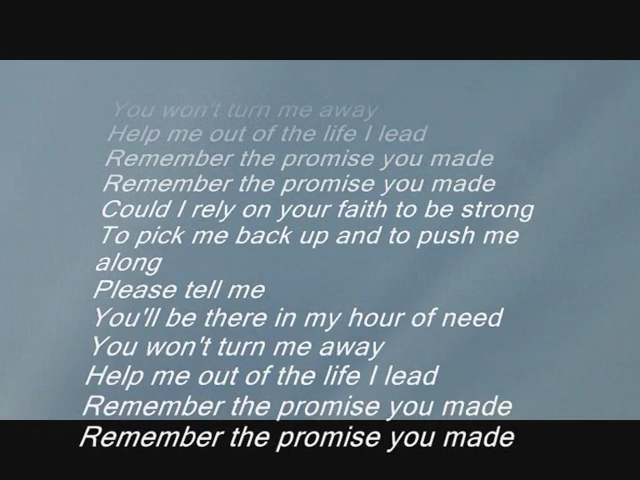 You won't turn me away
Help me out of the life I lead
Remember the promise you made
Remember the promise you made
Could I rely on your faith to be strong
To pick me back up and to push me
along
Please tell me
You'll be there in my hour of need
You won't turn me away
Help me out of the life I lead
Remember the promise you made
Remember the promise you made